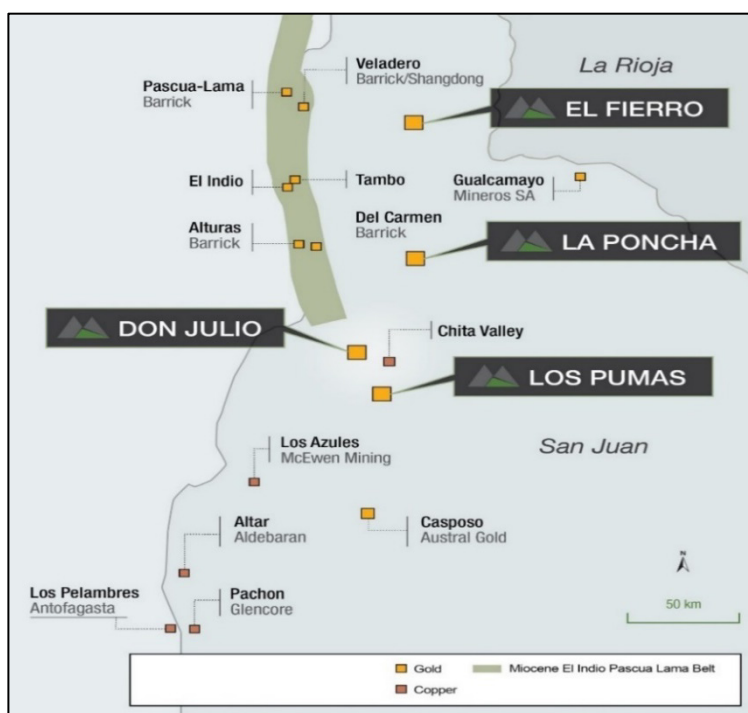 Veladero
Barrick/Shangdong
La Rioja
Pascua-Lama
Barrick
EL FIERRO
El Indio
Tambo
Gualcamayo
Mineros SA
Alturas
Barrick
Del Carmen
Barrick
LA PONCHA
DON JULIO
Chita Valley
LOS PUMAS
San Juan
Los Azules
McEwen Mining
Altar
Aldebaran
Casposo
Austral Gold
Los Pelambres
Antofagasta
Pachon
Glencore
N
50 km
Gold
Miocene El Indio Pascua Lama Belt
Copper